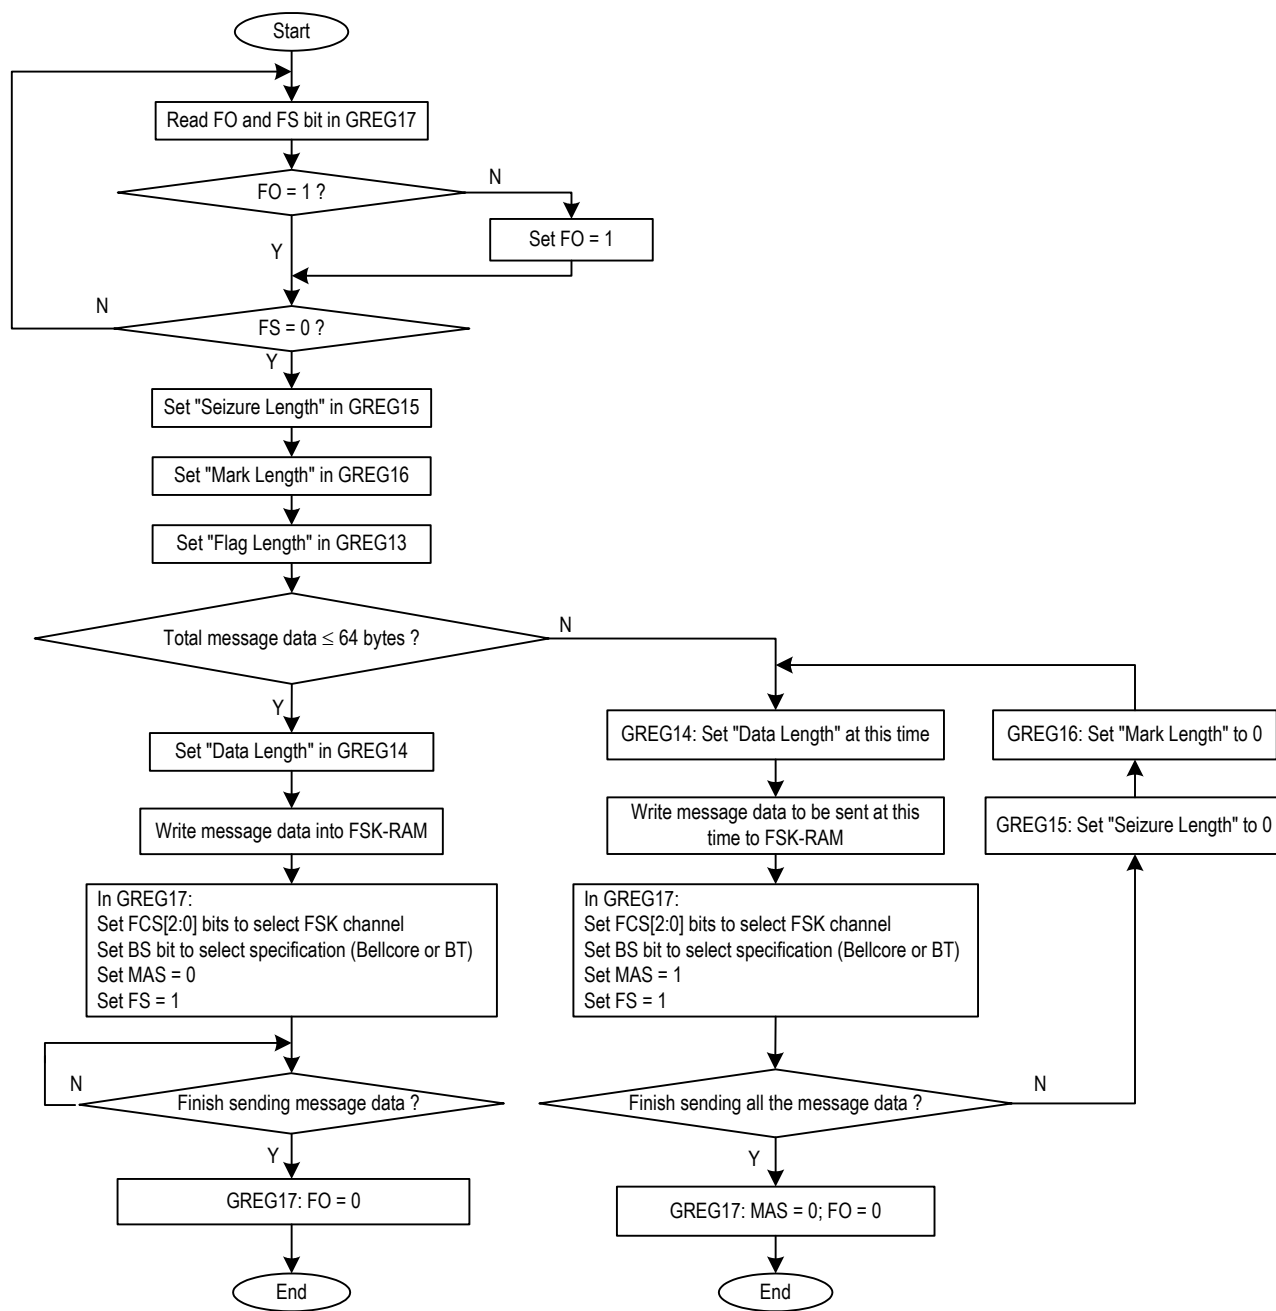 Start
Read FO and FS bit in GREG17
FO = 1 ?
N
Set FO = 1
Y
N
FS = 0 ?
Y
Set "Seizure Length" in GREG15
Set "Mark Length" in GREG16
Set "Flag Length" in GREG13
Total message data ≤ 64 bytes ?
N
Y
Set "Data Length" in GREG14
Write message data into FSK-RAM
In GREG17:
Set FCS[2:0] bits to select FSK channel
Set BS bit to select specification (Bellcore or BT)
Set MAS = 0
Set FS = 1
N
Finish sending message data ?
Y
GREG17: FO = 0
End
GREG14: Set "Data Length" at this time
Write message data to be sent at this
time to FSK-RAM
In GREG17:
Set FCS[2:0] bits to select FSK channel
Set BS bit to select specification (Bellcore or BT)
Set MAS = 1
Set FS = 1
Finish sending all the message data ?
N
Y
GREG17: MAS = 0; FO = 0
End
GREG16: Set "Mark Length" to 0
GREG15: Set "Seizure Length" to 0